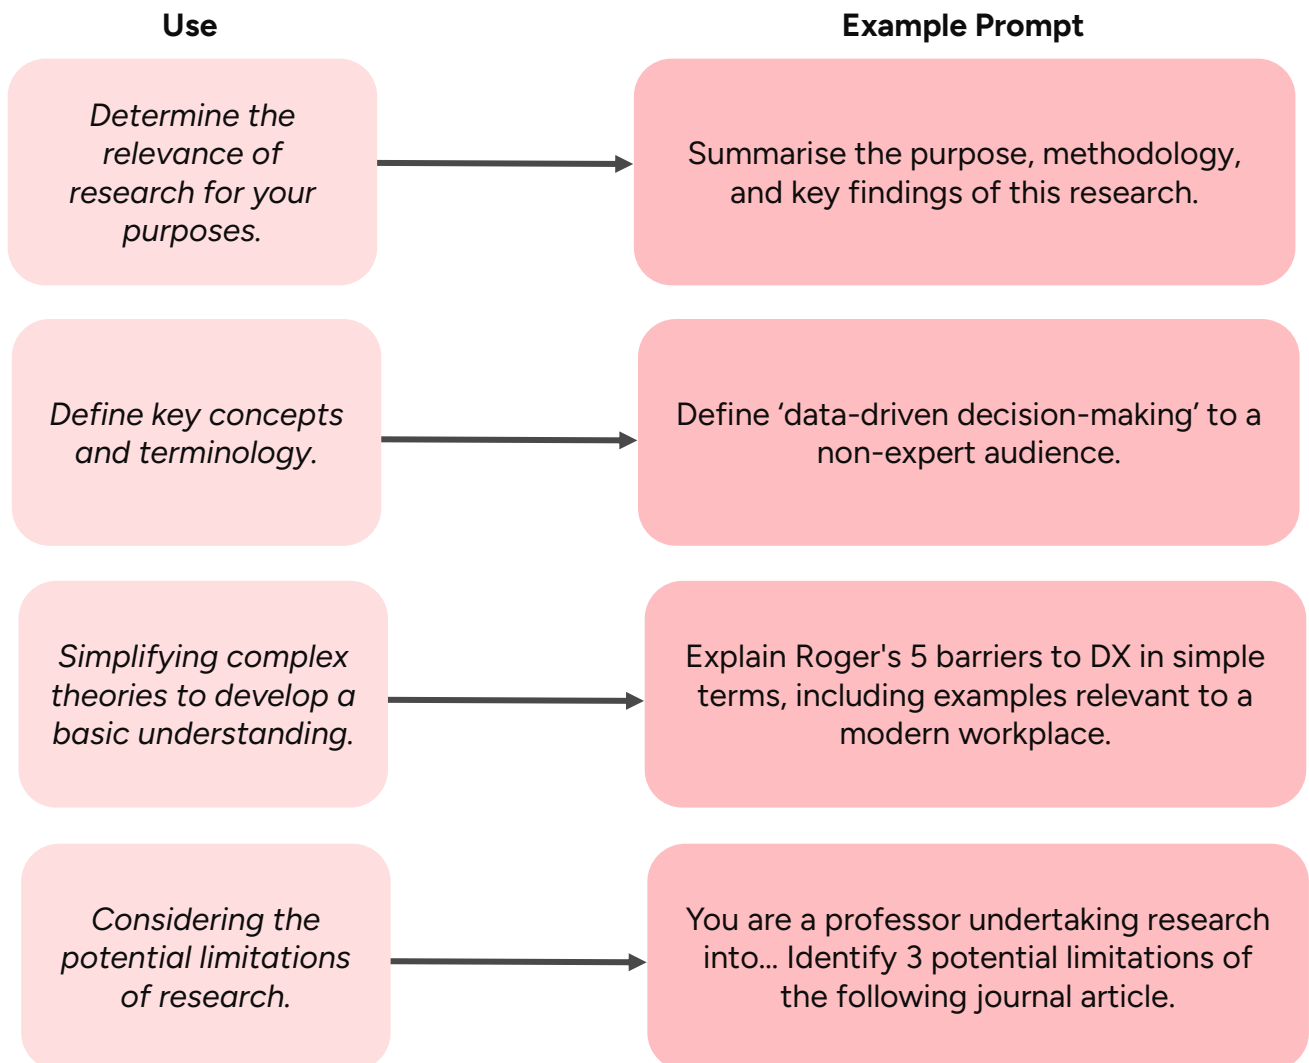 Use
Example Prompt
Determine the
relevance of
research for your
purposes.
Summarise the purpose, methodology,
and key findings of this research.
Define key concepts
and terminology.
Define ‘data-driven decision-making’ to a
non-expert audience.
Simplifying complex
theories to develop a
basic understanding.
Explain Roger's 5 barriers to DX in simple
terms, including examples relevant to a
modern workplace.
Considering the
potential limitations
of research.
You are a professor undertaking research
into... Identify 3 potential limitations of
the following journal article.